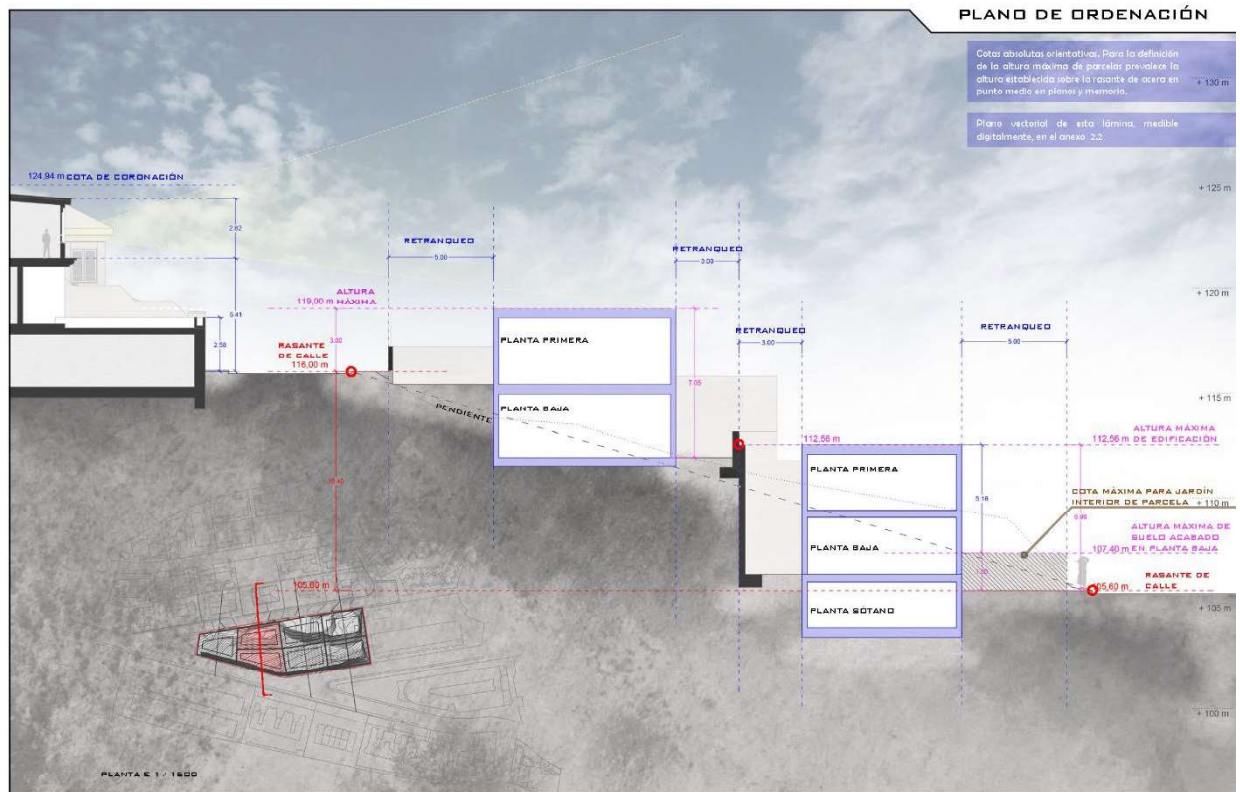 PLANO DE ORDENACIÓN
Cotas absolutas orientativas. Para la definición
de la altura máxima de parcelas prevalece la
altura establecida sobre la rasante de acera en
punto medio en planos y memoria.
Plano vectorial de esta lámina, medible
digitalmente, en el anexo 2.2
+ 130 m
+ 125 m
+ 120 m
+ 115 m
+ 110 m
+ 105 m
+ 100 m
124,94 m COTA DE CORONACIÓN
2.82
2.58
RETRANQUEO
5.00
RETRANQUEO
3.00
RETRANQUEO
3.00
RETRANQUEO
5.00
ALTURA
119,00 m MÁXIMA
3.00
RASANTE
DE CALLE
116,00 m
PLANTA PRIMERA
PLANTA BAJA
PENDIENTE
7.05
112,56 m
ALTURA MÁXIMA
112,56 m DE EDIFICACIÓN
PLANTA PRIMERA
PLANTA BAJA
PLANTA SÓTANO
5.16
6.96
COTA MÁXIMA PARA JARDÍN
INTERIOR DE PARCELA
ALTURA MÁXIMA DE
SUELO ACABADO
107,40 m EN PLANTA BAJA
RASANTE DE
105,60 m CALLE
105,60 m
PLANTA E 1 / 1500